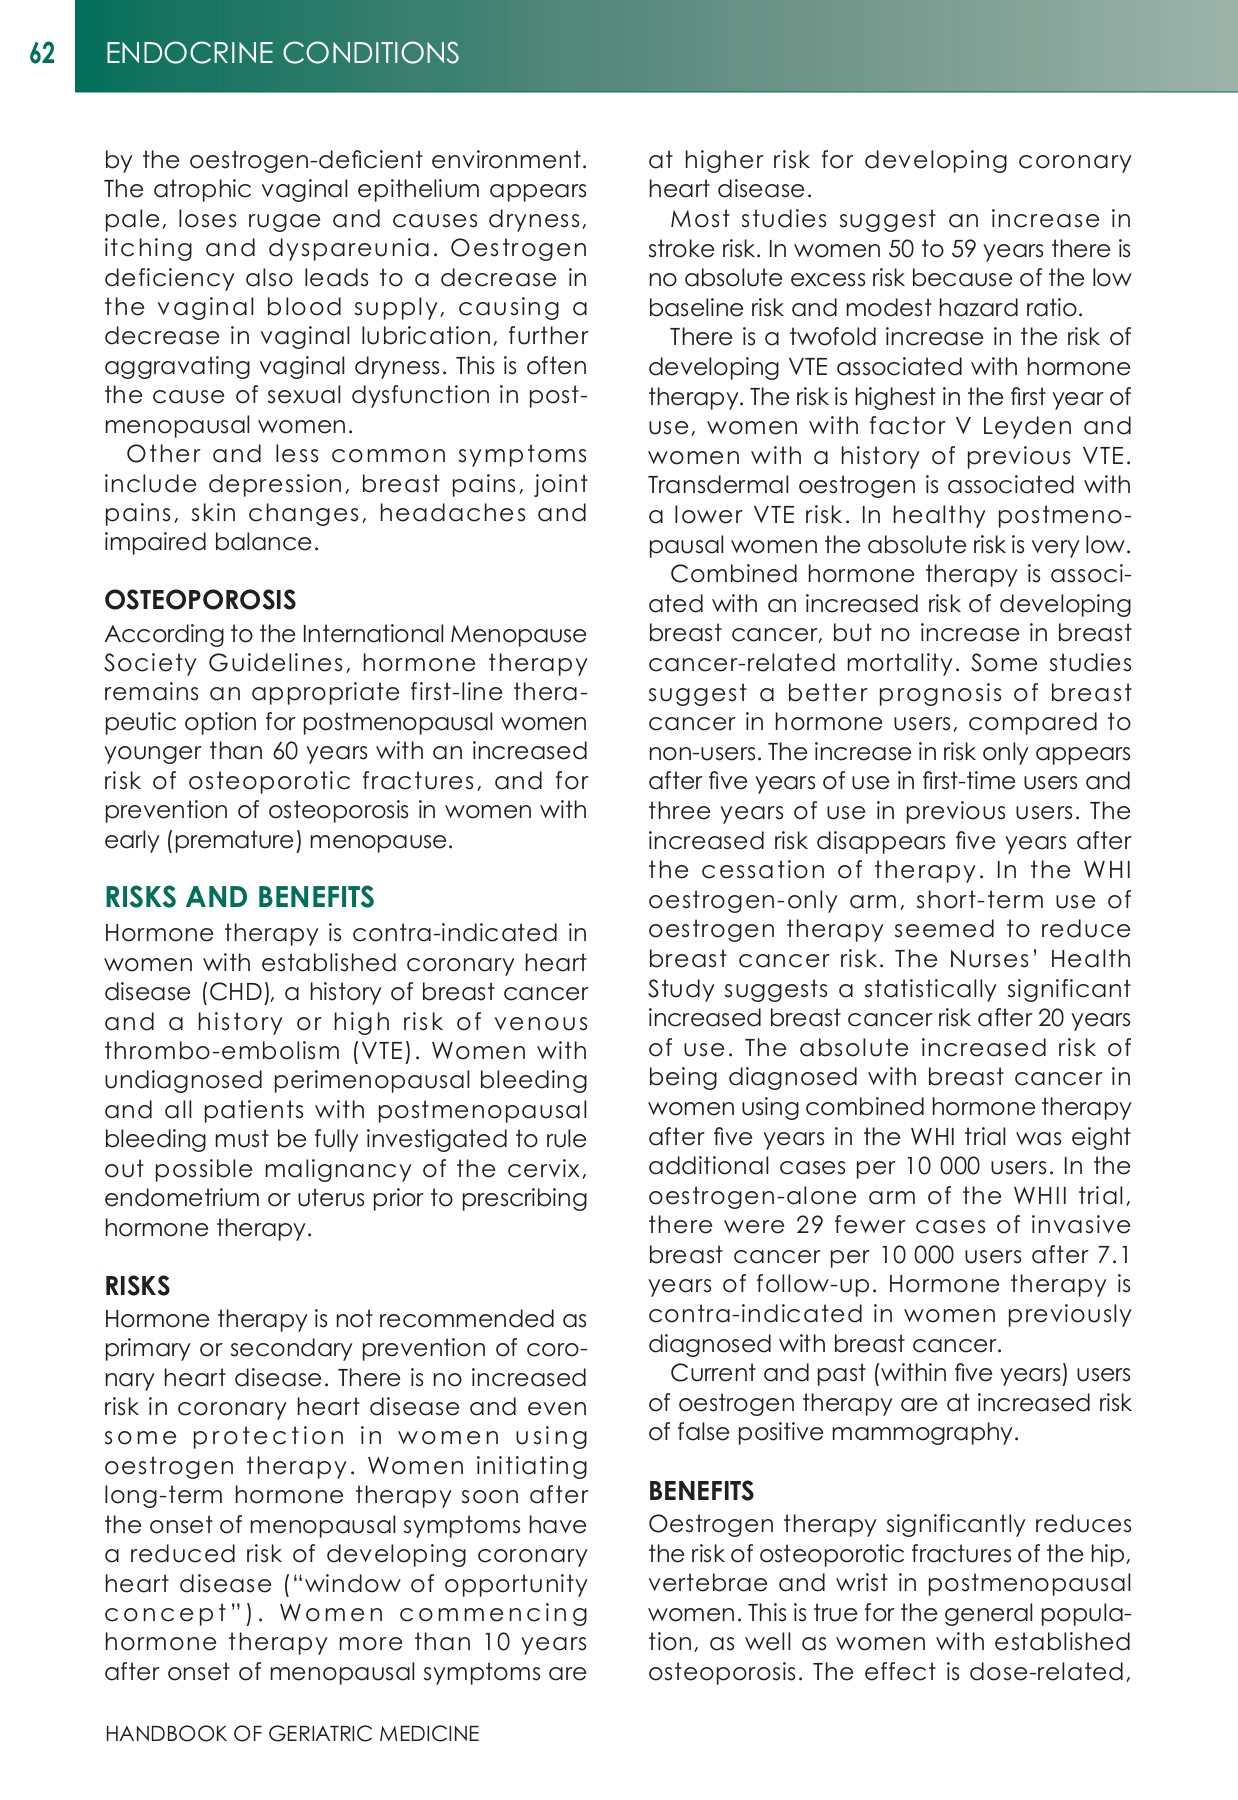 62
ENDOCRINE CONDITIONS
by the oestrogen-deficient environment.
The atrophic vaginal epithelium appears
pale, loses rugae and causes dryness,
itching and dyspareunia. Oestrogen
deficiency also leads to a decrease in
the vaginal blood supply, causing a
decrease in vaginal lubrication, further
aggravating vaginal dryness. This is often
the cause of sexual dysfunction in post-
menopausal women.
Other and less common symptoms
include depression, breast pains, joint
pains, skin changes, headaches and
impaired balance.
OSTEOPOROSIS
According to the International Menopause
Society Guidelines, hormone therapy
remains an appropriate first-line thera-
peutic option for postmenopausal women
younger than 60 years with an increased
risk of osteoporotic fractures, and for
prevention of osteoporosis in women with
early (premature) menopause.
RISKS AND BENEFITS
Hormone therapy is contra-indicated in
women with established coronary heart
disease (CHD), a history of breast cancer
and a history or high risk of venous
thrombo-embolism (VTE). Women with
undiagnosed perimenopausal bleeding
and all patients with postmenopausal
bleeding must be fully investigated to rule
out possible malignancy of the cervix,
endometrium or uterus prior to prescribing
hormone therapy.
RISKS
Hormone therapy is not recommended as
primary or secondary prevention of coro-
nary heart disease. There is no increased
risk in coronary heart disease and even
some protection in women using
oestrogen therapy. Women initiating
long-term hormone therapy soon after
the onset of menopausal symptoms have
a reduced risk of developing coronary
heart disease (“window of opportunity
concept”). Women commencing
hormone therapy more than 10 years
after onset of menopausal symptoms are
at higher risk for developing coronary
heart disease.
Most studies suggest an increase in
stroke risk. In women 50 to 59 years there is
no absolute excess risk because of the low
baseline risk and modest hazard ratio.
There is a twofold increase in the risk of
developing VTE associated with hormone
therapy. The risk is highest in the first year of
use, women with factor V Leyden and
women with a history of previous VTE.
Transdermal oestrogen is associated with
a lower VTE risk. In healthy postmeno-
pausal women the absolute risk is very low.
Combined hormone therapy is associ-
ated with an increased risk of developing
breast cancer, but no increase in breast
cancer-related mortality. Some studies
suggest a better prognosis of breast
cancer in hormone users, compared to
non-users. The increase in risk only appears
after five years of use in first-time users and
three years of use in previous users. The
increased risk disappears five years after
the cessation of therapy. In the WHI
oestrogen-only arm, short-term use of
oestrogen therapy seemed to reduce
breast cancer risk. The Nurses’ Health
Study suggests a statistically significant
increased breast cancer risk after 20 years
of use. The absolute increased risk of
being diagnosed with breast cancer in
women using combined hormone therapy
after five years in the WHI trial was eight
additional cases per 10 000 users. In the
oestrogen-alone arm of the WHII trial,
there were 29 fewer cases of invasive
breast cancer per 10 000 users after 7.1
years of follow-up. Hormone therapy is
contra-indicated in women previously
diagnosed with breast cancer.
Current and past (within five years) users
of oestrogen therapy are at increased risk
of false positive mammography.
BENEFITS
Oestrogen therapy significantly reduces
the risk of osteoporotic fractures of the hip,
vertebrae and wrist in postmenopausal
women. This is true for the general popula-
tion, as well as women with established
osteoporosis. The effect is dose-related,
HANDBOOK OF GERIATRIC MEDICINE